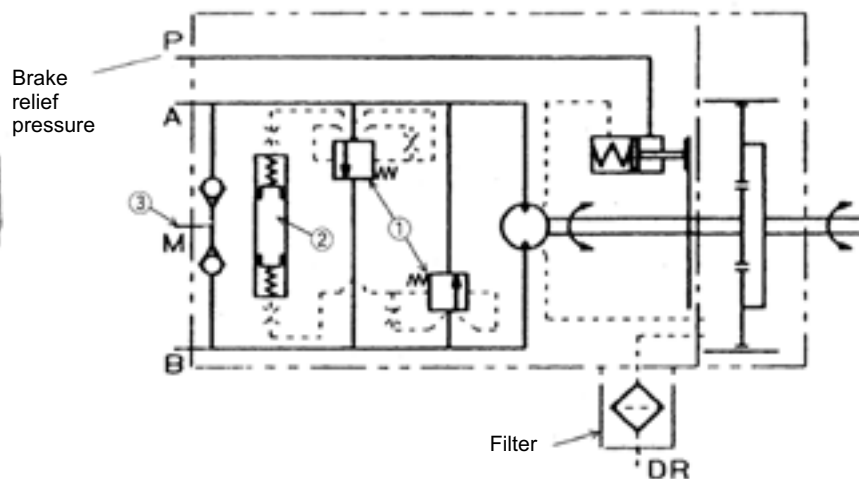 P
Brake
relief
pressure
A
③
M
②
①
B
Filter
DR